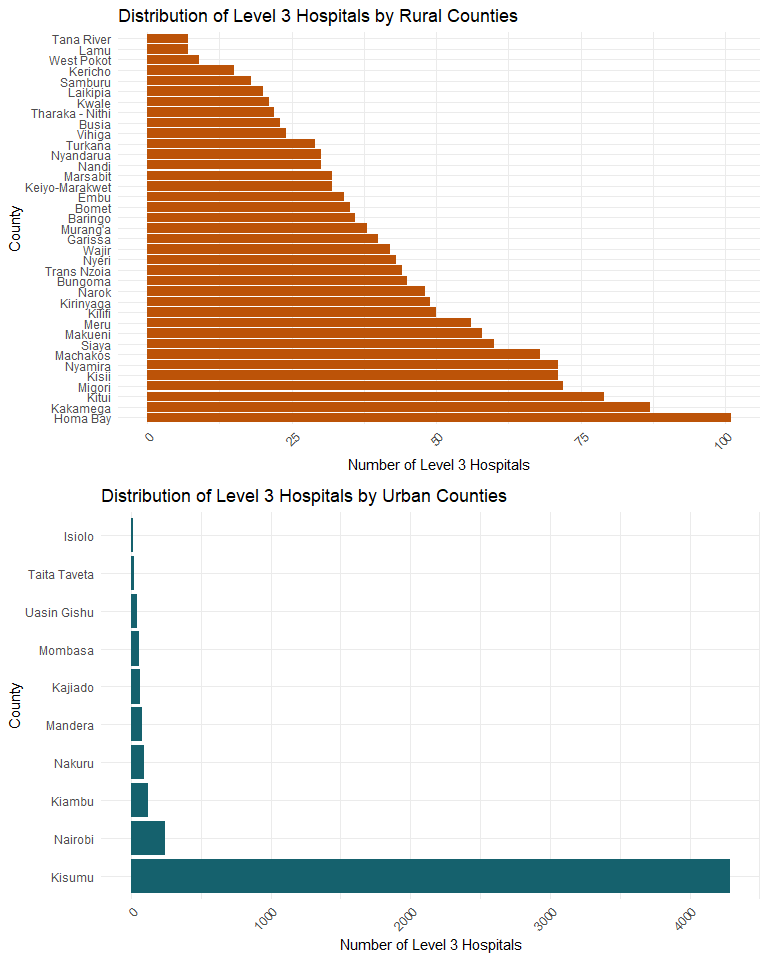 Distribution of Level 3 Hospitals by Rural Counties
Tana River
Lamu
West Pokot
Kericho
Samburu
Laikipia
Kwale
Tharaka - Nithi
Busia
Vihiga
Turkana
Nyandarua
Nandi
Marsabit
Keiyo-Marakwet
Embu
Bomet
Baringo
Murang'a
Garissa
Wajir
Nyeri
Trans Nzoia
Bungoma
Narok
Kirinyaga
Kilifi
Meru
Makueni
Siaya
Machakos
Nyamira
Kisii
Migori
Kitui
Kakamega
Homa Bay
County
0 25 50 75 100
Number of Level 3 Hospitals
Distribution of Level 3 Hospitals by Urban Counties
Isiolo
Taita Taveta
Uasin Gishu
Mombasa
Kajiado
Mandera
Nakuru
Kiambu
Nairobi
Kisumu
County
0 1000 2000 3000 4000
Number of Level 3 Hospitals